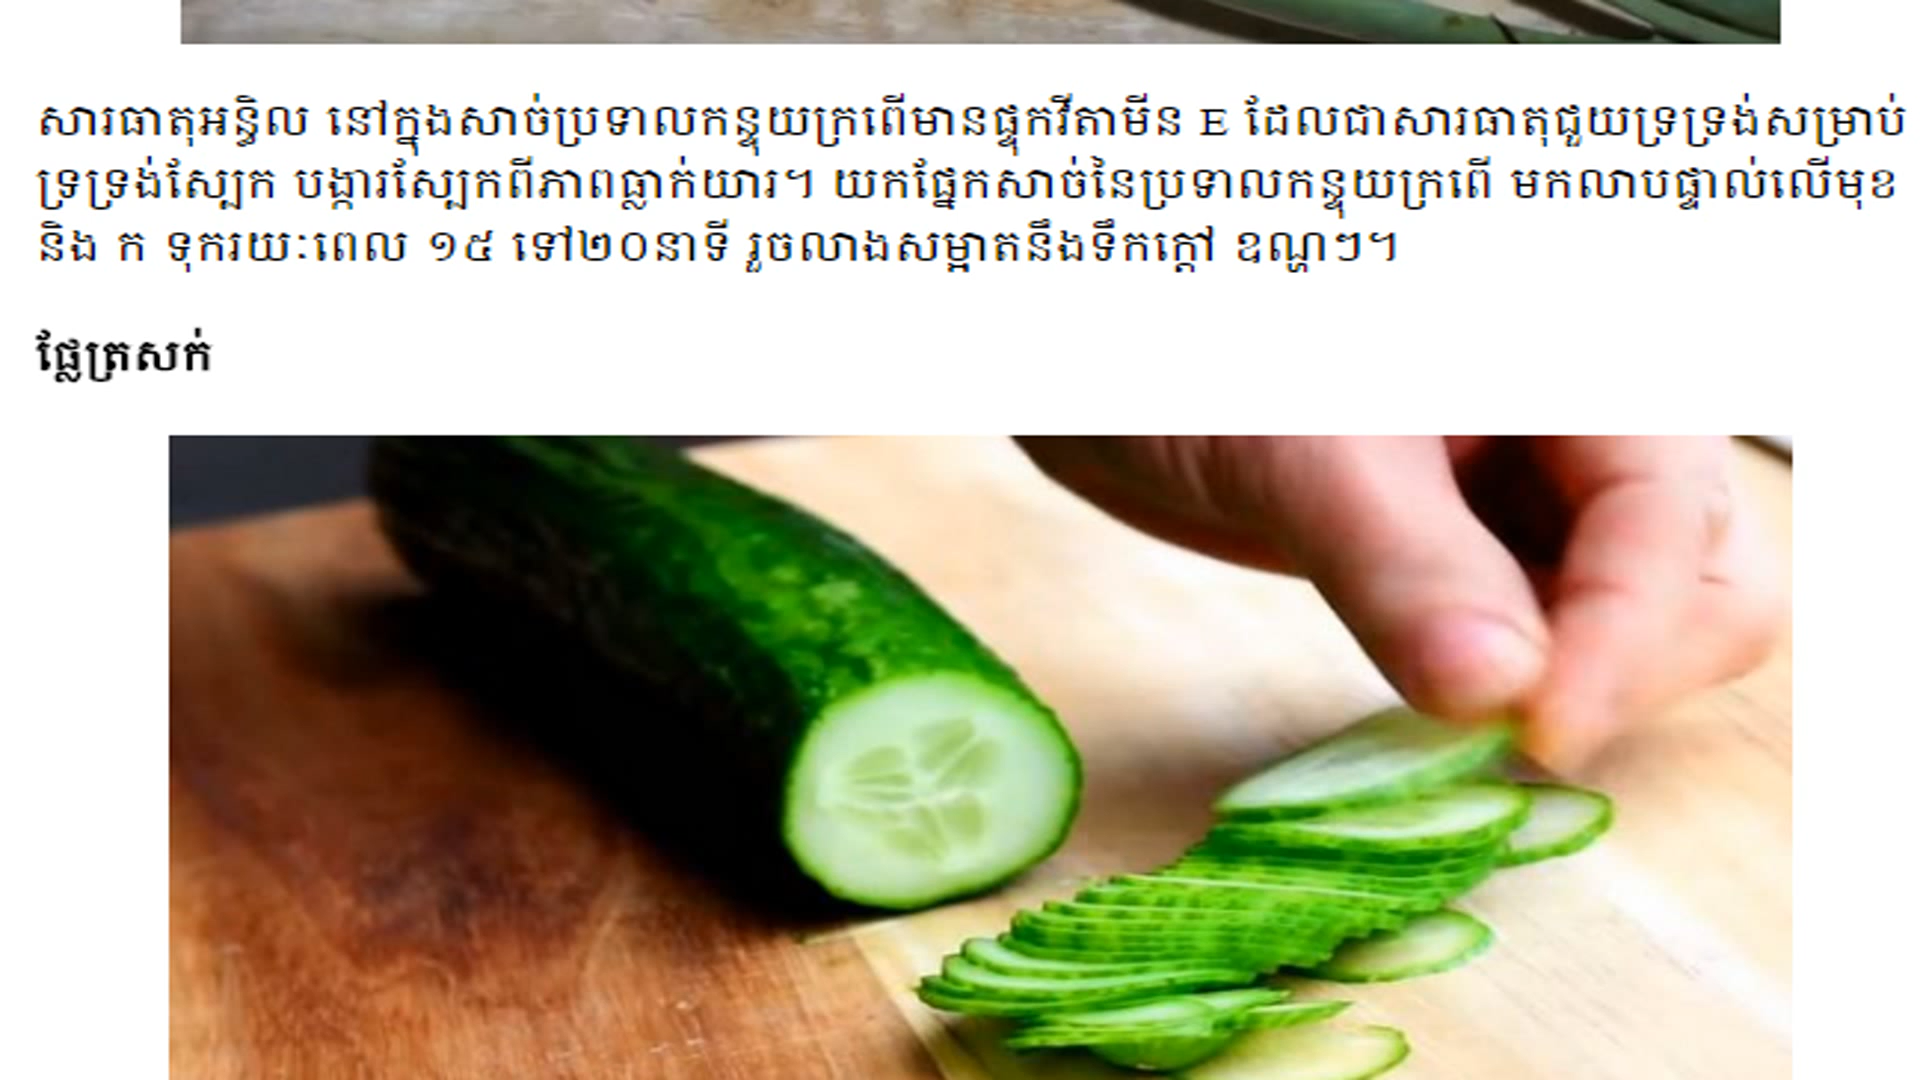 សារធាតុអន្ធិល នៅក្នុងសាច់ប្រទាលកន្ទុយក្រពើមានផ្ទុកវីតាមីន E ដែលជាសារធាតុជួយទ្រទ្រង់សម្រាប់
ទ្រទ្រង់ស្បែក បង្ការស្បែកពីភាពធ្លាក់យារ។ យកផ្នែកសាច់នៃប្រទាលកន្ទុយក្រពើ មកលាបផ្ទាល់លើមុខ
និង ក ទុករយៈពេល ១៥ ទៅ២០នាទី រួចលាងសម្អាតនឹងទឹកក្តៅ ឧណ្ហៗ។
ផ្លែត្រសក់